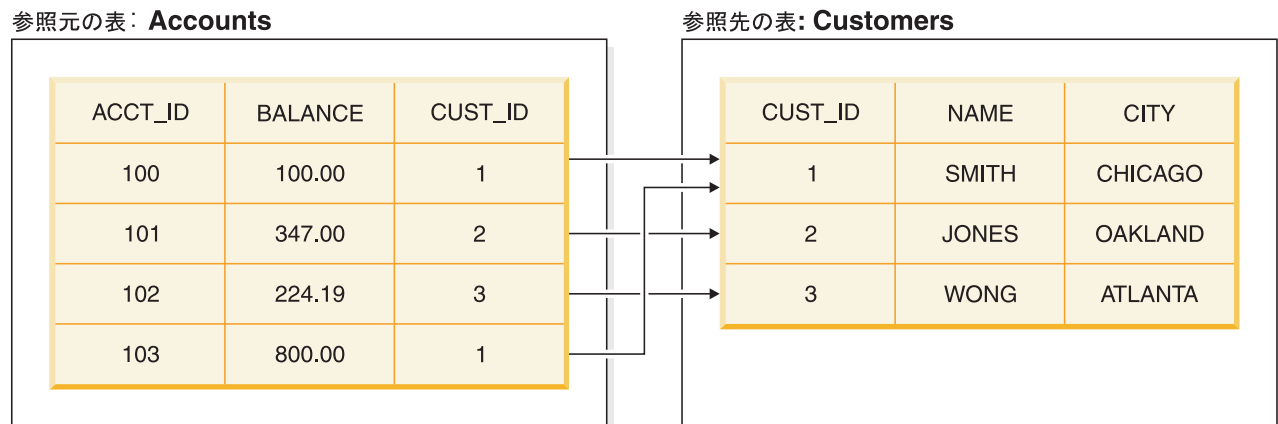 参照元の表: Accounts
ACCT_ID BALANCE CUST_ID
100 100.00 1
101 347.00 2
102 224.19 3
103 800.00 1
参照先の表: Customers
CUST_ID NAME CITY
1 SMITH CHICAGO
2 JONES OAKLAND
3 WONG ATLANTA